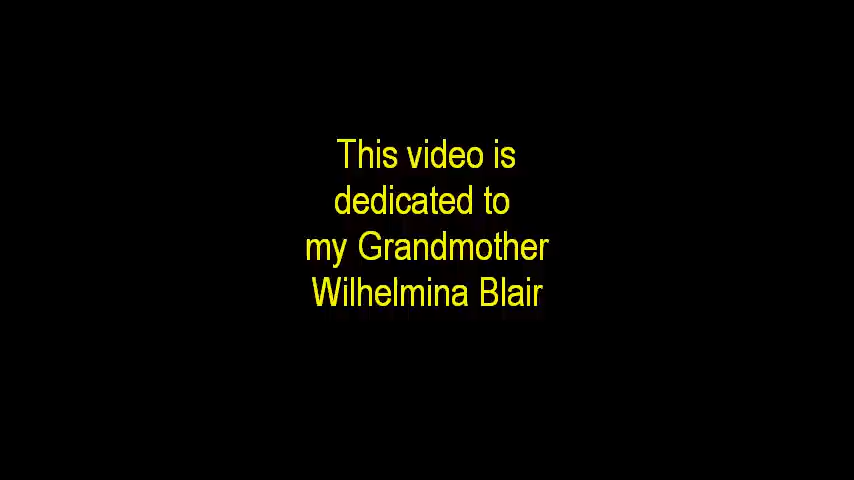 This video is
dedicated to
my Grandmother
Wilhelmina Blair